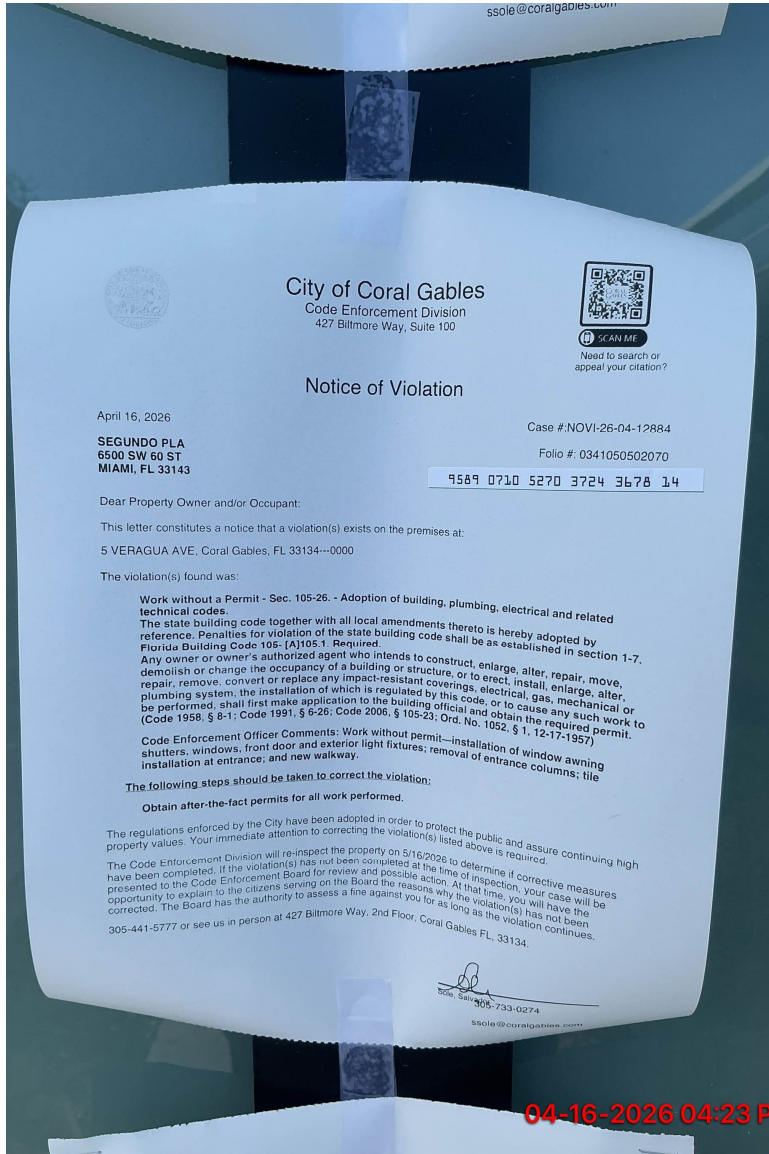 ssole@coralgables.com
City of Coral Gables
Code Enforcement Division
427 Biltmore Way, Suite 100
SCAN ME
Need to search or
appeal your citation?
Notice of Violation
April 16, 2026
Case #:NOVI-26-04-12884
SEGUNDO PLA
6500 SW 60 ST
MIAMI, FL 33143
Folio #: 0341050502070
9589 0710 5270 3724 3678 14
Dear Property Owner and/or Occupant:
This letter constitutes a notice that a violation(s) exists on the premises at:
5 VERAGUA AVE, Coral Gables, FL 33134---0000
The violation(s) found was:
Work without a Permit - Sec. 105-26. - Adoption of building, plumbing, electrical and related
technical codes.
The state building code together with all local amendments thereto is hereby adopted by
reference. Penalties for violation of the state building code shall be as established in section 1-7.
Florida Building Code 105- [A]105.1. Required.
Any owner or owner's authorized agent who intends to construct, enlarge, alter, repair, move,
demolish or change the occupancy of a building or structure, or to erect, install, enlarge, alter,
repair, remove, convert or replace any impact-resistant coverings, electrical, gas, mechanical or
plumbing system, the installation of which is regulated by this code, or to cause any such work to
be performed, shall first make application to the building official and obtain the required permit.
(Code 1958, § 8-1; Code 1991, § 6-26; Code 2006, § 105-23; Ord. No. 1052, § 1, 12-17-1957)
Code Enforcement Officer Comments: Work without permit—installation of window awning
shutters, windows, front door and exterior light fixtures; removal of entrance columns; tile
installation at entrance; and new walkway.
The following steps should be taken to correct the violation:
Obtain after-the-fact permits for all work performed.
The regulations enforced by the City have been adopted in order to protect the public and assure continuing high
property values. Your immediate attention to correcting the violation(s) listed above is required.
The Code Enforcement Division will re-inspect the property on 5/16/2026 to determine if corrective measures
have been completed. If the violation(s) has not been completed at the time of inspection, your case will be
presented to the Code Enforcement Board for review and possible action. At that time, you will have the
opportunity to explain to the citizens serving on the Board the reasons why the violation(s) has not been
corrected. The Board has the authority to assess a fine against you for as long as the violation continues.
305-441-5777 or see us in person at 427 Biltmore Way, 2nd Floor, Coral Gables FL, 33134.
Sole, Salvador
305-733-0274
ssole@coralgables.com
04-16-2026 04:23 P